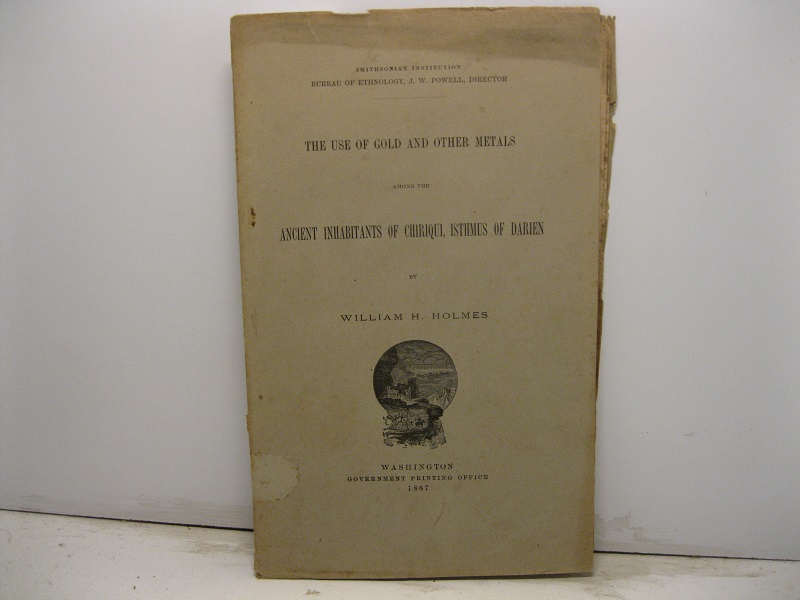 SMITHSONIAN INSTITUTION
BUREAU OF ETHNOLOGY, J. W. POWELL, DIRECTOR
THE USE OF GOLD AND OTHER METALS
AMONG THE
ANCIENT INHABITANTS OF CHIRIQUI, ISTHMUS OF DARIEN
BY
WILLIAM H. HOLMES
WASHINGTON
GOVERNMENT PRINTING OFFICE
1887